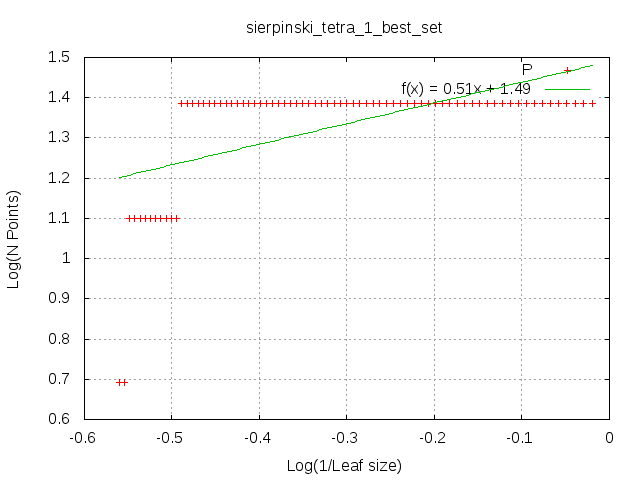 sierpinski_tetra_1_best_set
P
f(x) = 0.51x + 1.49
1.5
1.4
1.3
1.2
1.1
1
0.9
0.8
0.7
0.6
Log(N Points)
-0.6 -0.5 -0.4 -0.3 -0.2 -0.1 0
Log(1/Leaf size)